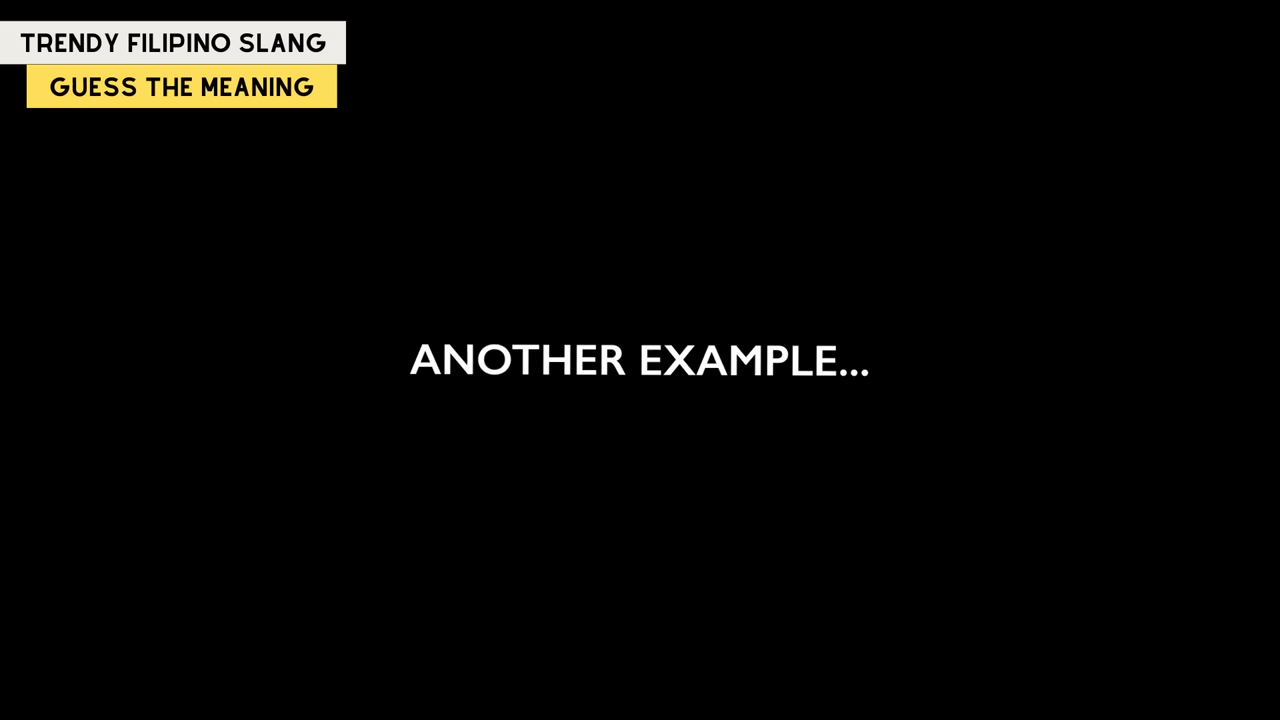 TRENDY FILIPINO SLANG
GUESS THE MEANING
ANOTHER EXAMPLE...